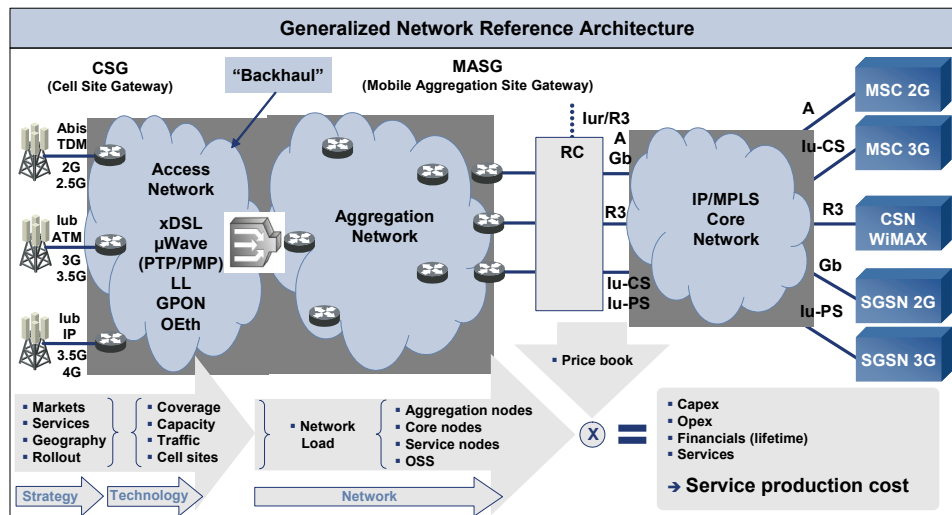 Generalized Network Reference Architecture
CSG
(Cell Site Gateway)
“Backhaul”
MASG
(Mobile Aggregation Site Gateway)
Abis
TDM
2G
2.5G
Iub
ATM
3G
3.5G
Iub
IP
3.5G
4G
Access
Network
xDSL
µWave
(PTP/PMP)
LL
GPON
OEth
Aggregation
Network
Iur/R3
RC
A
Gb
R3
Iu-CS
Iu-PS
IP/MPLS
Core
Network
A
Iu-CS
R3
Gb
Iu-PS
MSC 2G
MSC 3G
CSN
WiMAX
SGSN 2G
SGSN 3G
▪ Markets
▪ Services
▪ Geography
▪ Rollout
▪ Coverage
▪ Capacity
▪ Traffic
▪ Cell sites
▪ Network
Load
▪ Aggregation nodes
▪ Core nodes
▪ Service nodes
▪ OSS
▪ Price book
X
=
▪ Capex
▪ Opex
▪ Financials (lifetime)
▪ Services
→ Service production cost
Strategy
Technology
Network